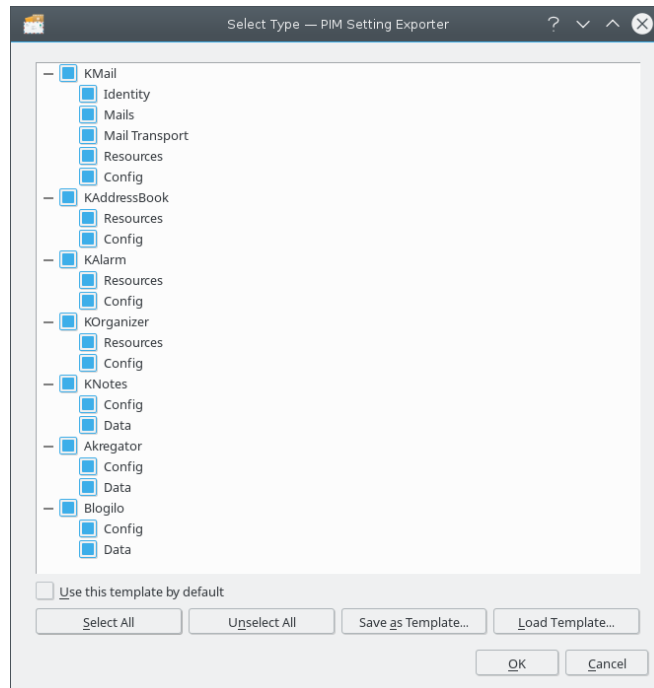 Select Type — PIM Setting Exporter
KMail
Identity
Mails
Mail Transport
Resources
Config
KAddressBook
Resources
Config
KAlarm
Resources
Config
KOrganizer
Resources
Config
KNotes
Config
Data
Akregator
Config
Data
Blogilo
Config
Data
Use this template by default
Select All Unselect All Save as Template... Load Template...
OK Cancel